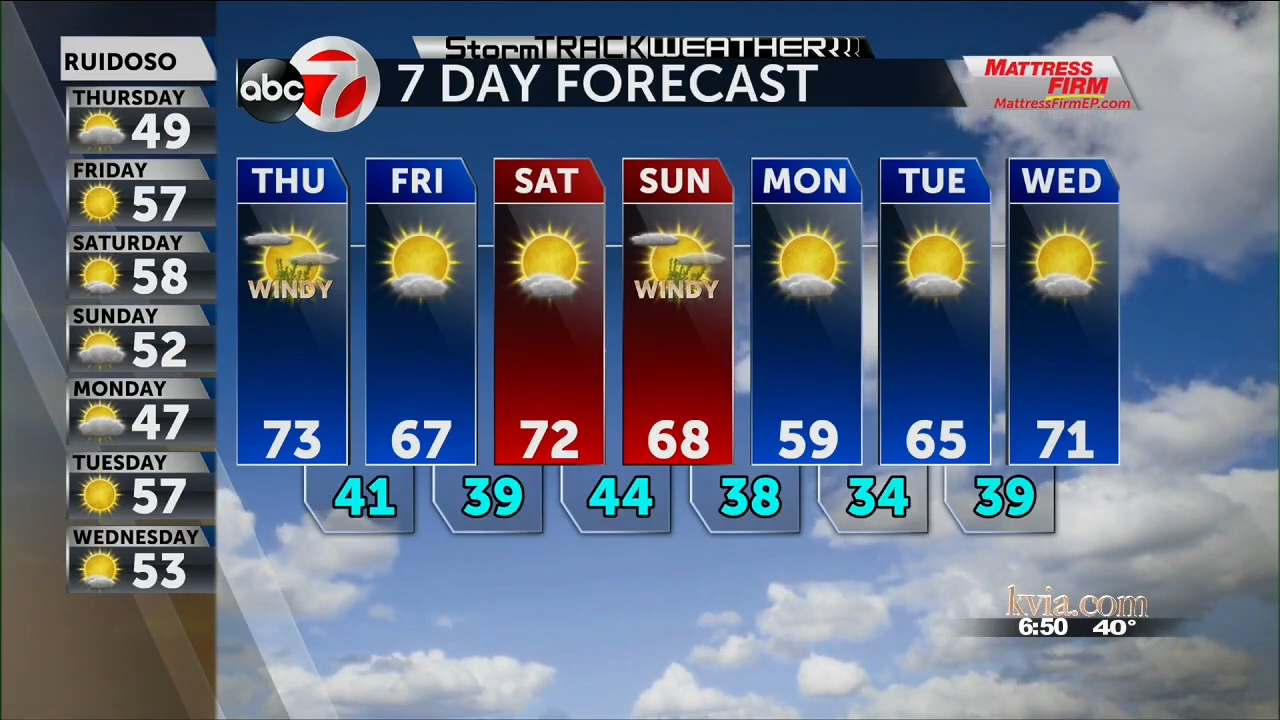 RUIDOSO
THURSDAY
49
FRIDAY
57
SATURDAY
58
SUNDAY
52
MONDAY
47
TUESDAY
57
WEDNESDAY
53
StormTRACKWEATHER
abc 7 7 DAY FORECAST
MATTRESS
FIRM
MattressFirmEP.com
THU FRI SAT SUN MON TUE WED
WINDY WINDY
73 67 72 68 59 65 71
41 39 44 38 34 39
kvia.com
6:50 40°